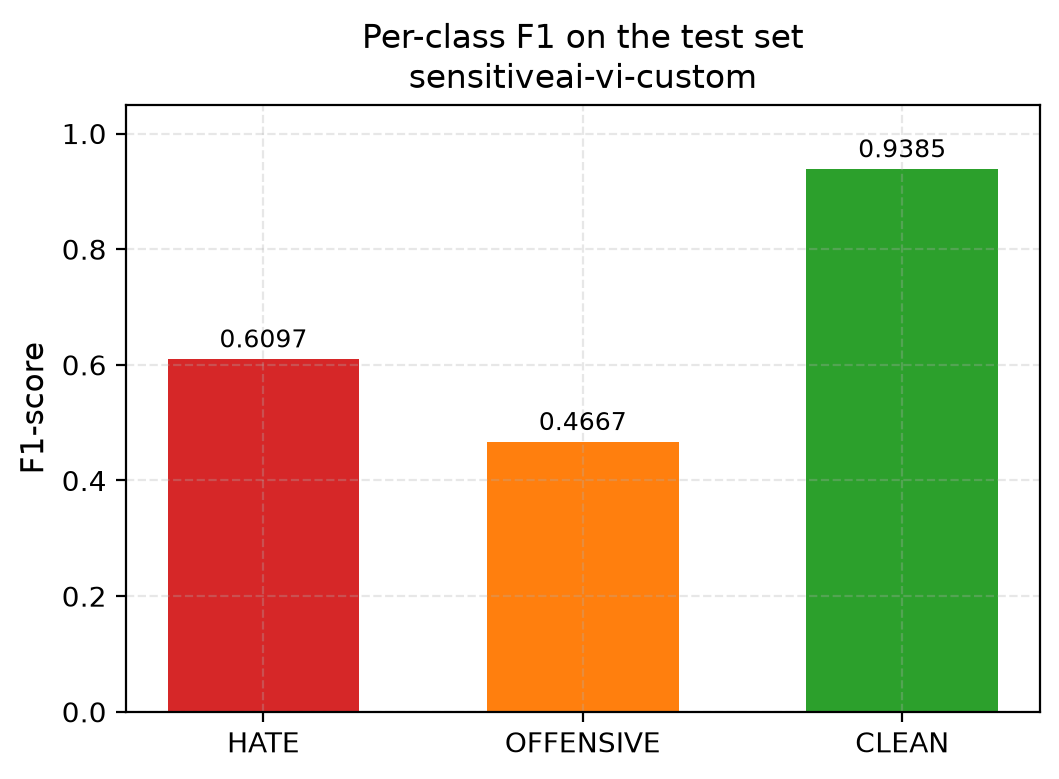 Per-class F1 on the test set
sensitiveai-vi-custom
F1-score
1.0
0.8
0.6
0.4
0.2
0.0
0.6097
0.4667
0.9385
HATE
OFFENSIVE
CLEAN